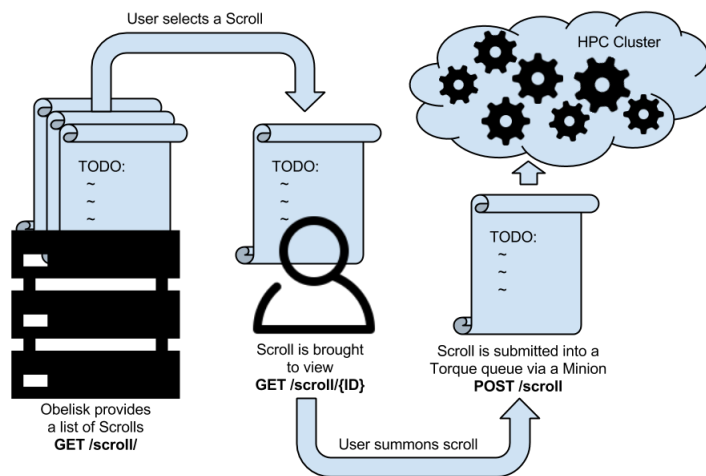 User selects a Scroll
HPC Cluster
TODO:
~
~
~
TODO:
~
~
~
TODO:
~
~
~
Scroll is brought
to view
GET /scroll/{ID}
Scroll is submitted into a
Torque queue via a Minion
POST /scroll
Obelisk provides
a list of Scrolls
GET /scroll/
User summons scroll